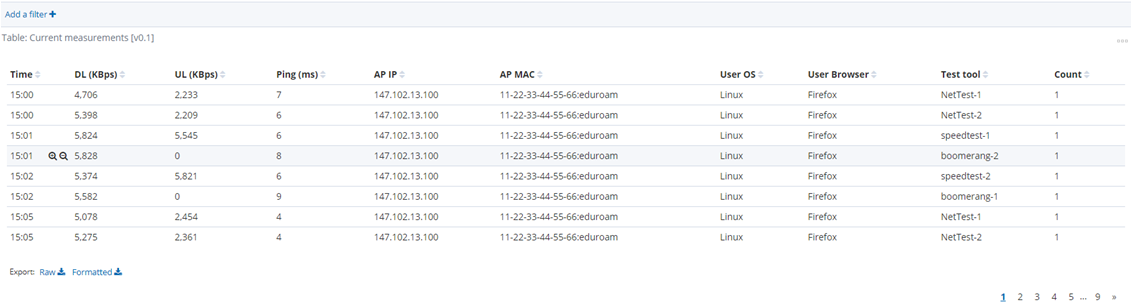 Add a filter +
Table: Current measurements [v0.1]
Time DL (KBps) UL (KBps) Ping (ms) AP IP AP MAC User OS User Browser Test tool Count
15:00 4,706 2,233 7 147.102.13.100 11-22-33-44-55-66:eduroam Linux Firefox NetTest-1 1
15:00 5,398 2,209 6 147.102.13.100 11-22-33-44-55-66:eduroam Linux Firefox NetTest-2 1
15:01 5,824 5,545 6 147.102.13.100 11-22-33-44-55-66:eduroam Linux Firefox speedtest-1 1
15:01 5,828 0 8 147.102.13.100 11-22-33-44-55-66:eduroam Linux Firefox boomerang-2 1
15:02 5,374 5,821 6 147.102.13.100 11-22-33-44-55-66:eduroam Linux Firefox speedtest-2 1
15:02 5,582 0 9 147.102.13.100 11-22-33-44-55-66:eduroam Linux Firefox boomerang-1 1
15:05 5,078 2,454 4 147.102.13.100 11-22-33-44-55-66:eduroam Linux Firefox NetTest-1 1
15:05 5,275 2,361 4 147.102.13.100 11-22-33-44-55-66:eduroam Linux Firefox NetTest-2 1
Export: Raw Formatted
1 2 3 4 5 ... 9 »